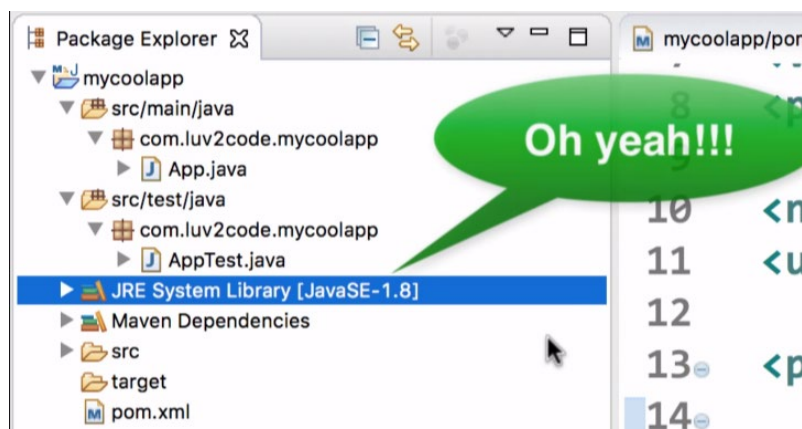 Package Explorer
mycoolapp/pon
mycoolapp
src/main/java
com.luv2code.mycoolapp
App.java
src/test/java
com.luv2code.mycoolapp
AppTest.java
JRE System Library [JavaSE-1.8]
Maven Dependencies
src
target
pom.xml
Oh yeah!!!
8 <p
9
10 <n
11 <u
12
13 <p
14